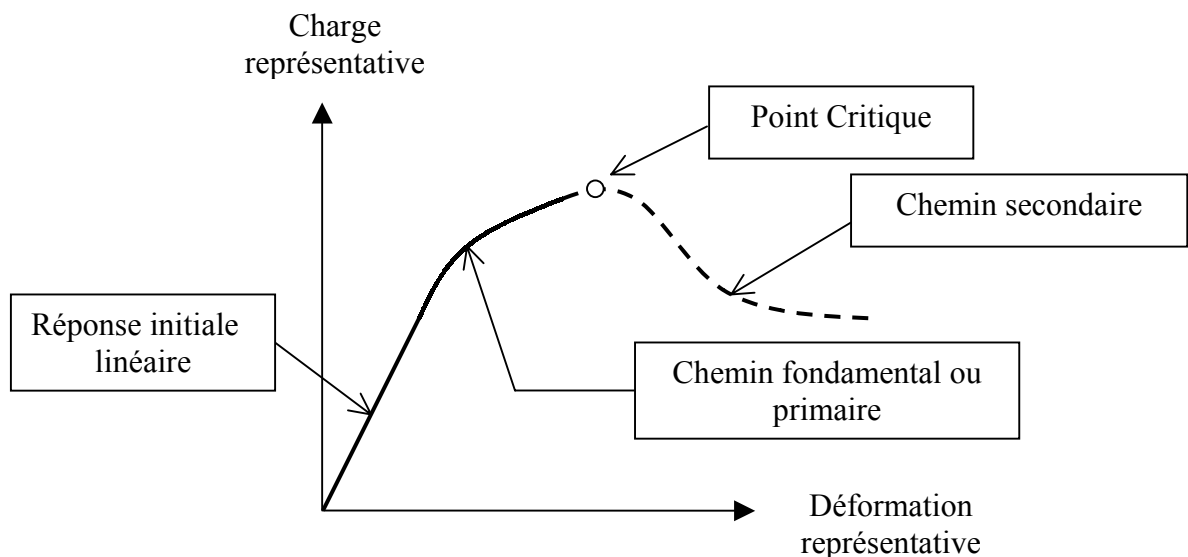 Charge
représentative
Point Critique
Chemin secondaire
Réponse initiale
linéaire
Chemin fondamental ou
primaire
Déformation
représentative